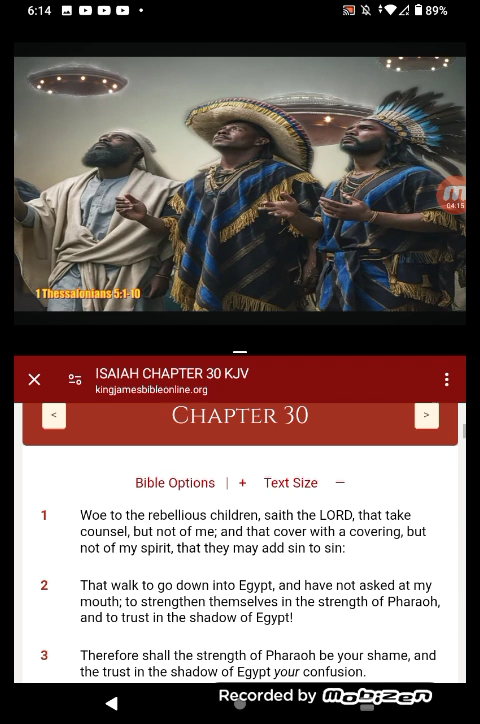 6:14
89%
04:15
1 Thessalonians 5:1-10
ISAIAH CHAPTER 30 KJV
kingjamesbibleonline.org
< CHAPTER 30 >
Bible Options | + Text Size —
1 Woe to the rebellious children, saith the LORD, that take
counsel, but not of me; and that cover with a covering, but
not of my spirit, that they may add sin to sin:
2 That walk to go down into Egypt, and have not asked at my
mouth; to strengthen themselves in the strength of Pharaoh,
and to trust in the shadow of Egypt!
3 Therefore shall the strength of Pharaoh be your shame, and
the trust in the shadow of Egypt your confusion.
Recorded by Mobizen